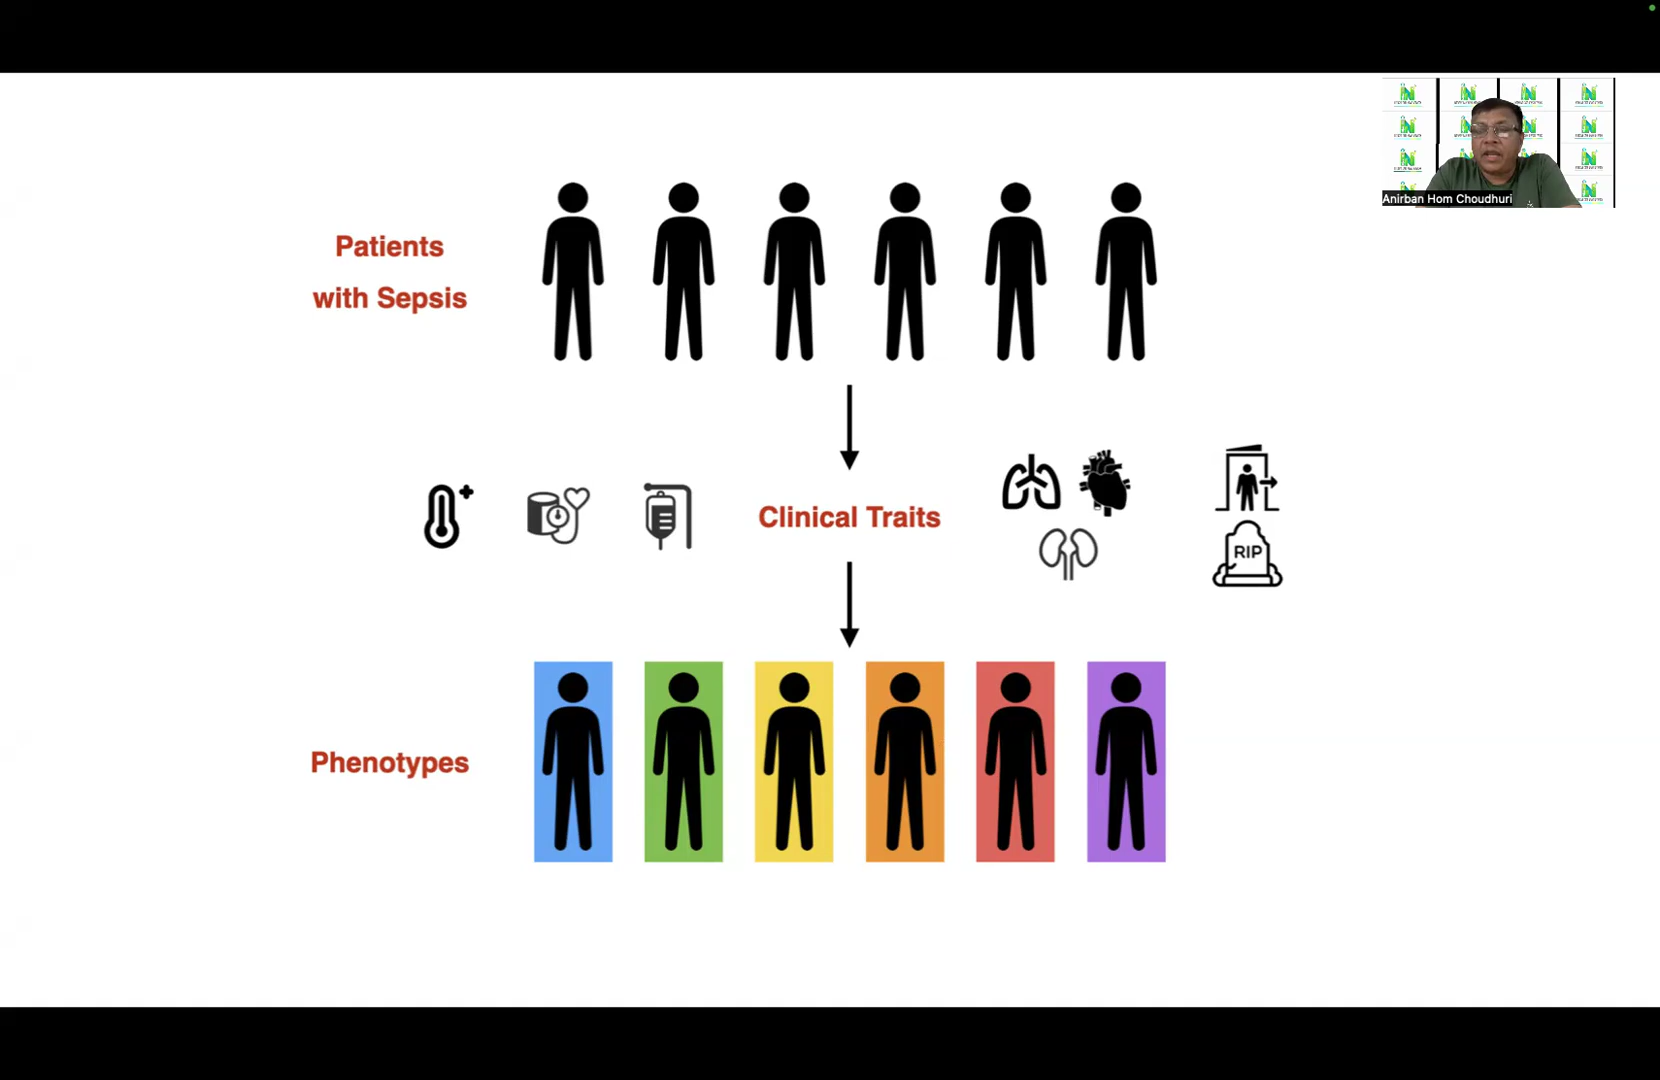 Anirban Hom Choudhuri
Patients
with Sepsis
Clinical Traits
RIP
Phenotypes